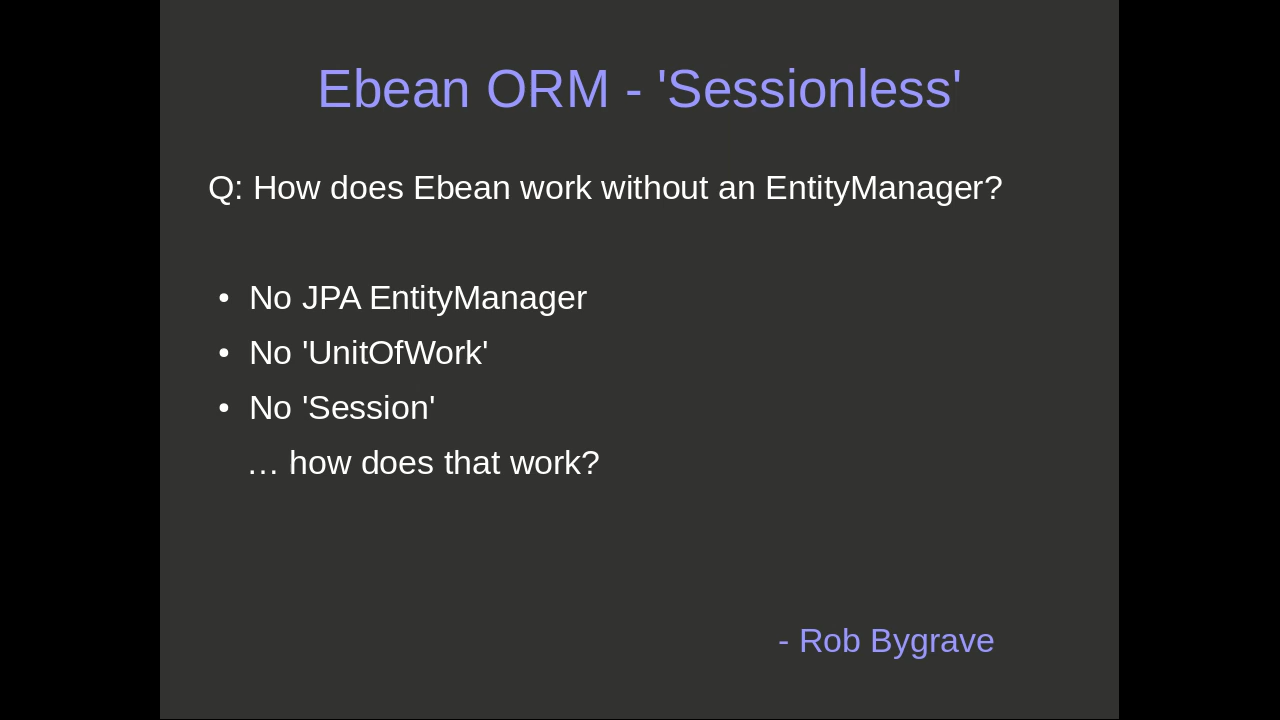 Ebean ORM - 'Sessionless'
Q: How does Ebean work without an EntityManager?
• No JPA EntityManager
• No 'UnitOfWork'
• No 'Session'
… how does that work?
- Rob Bygrave